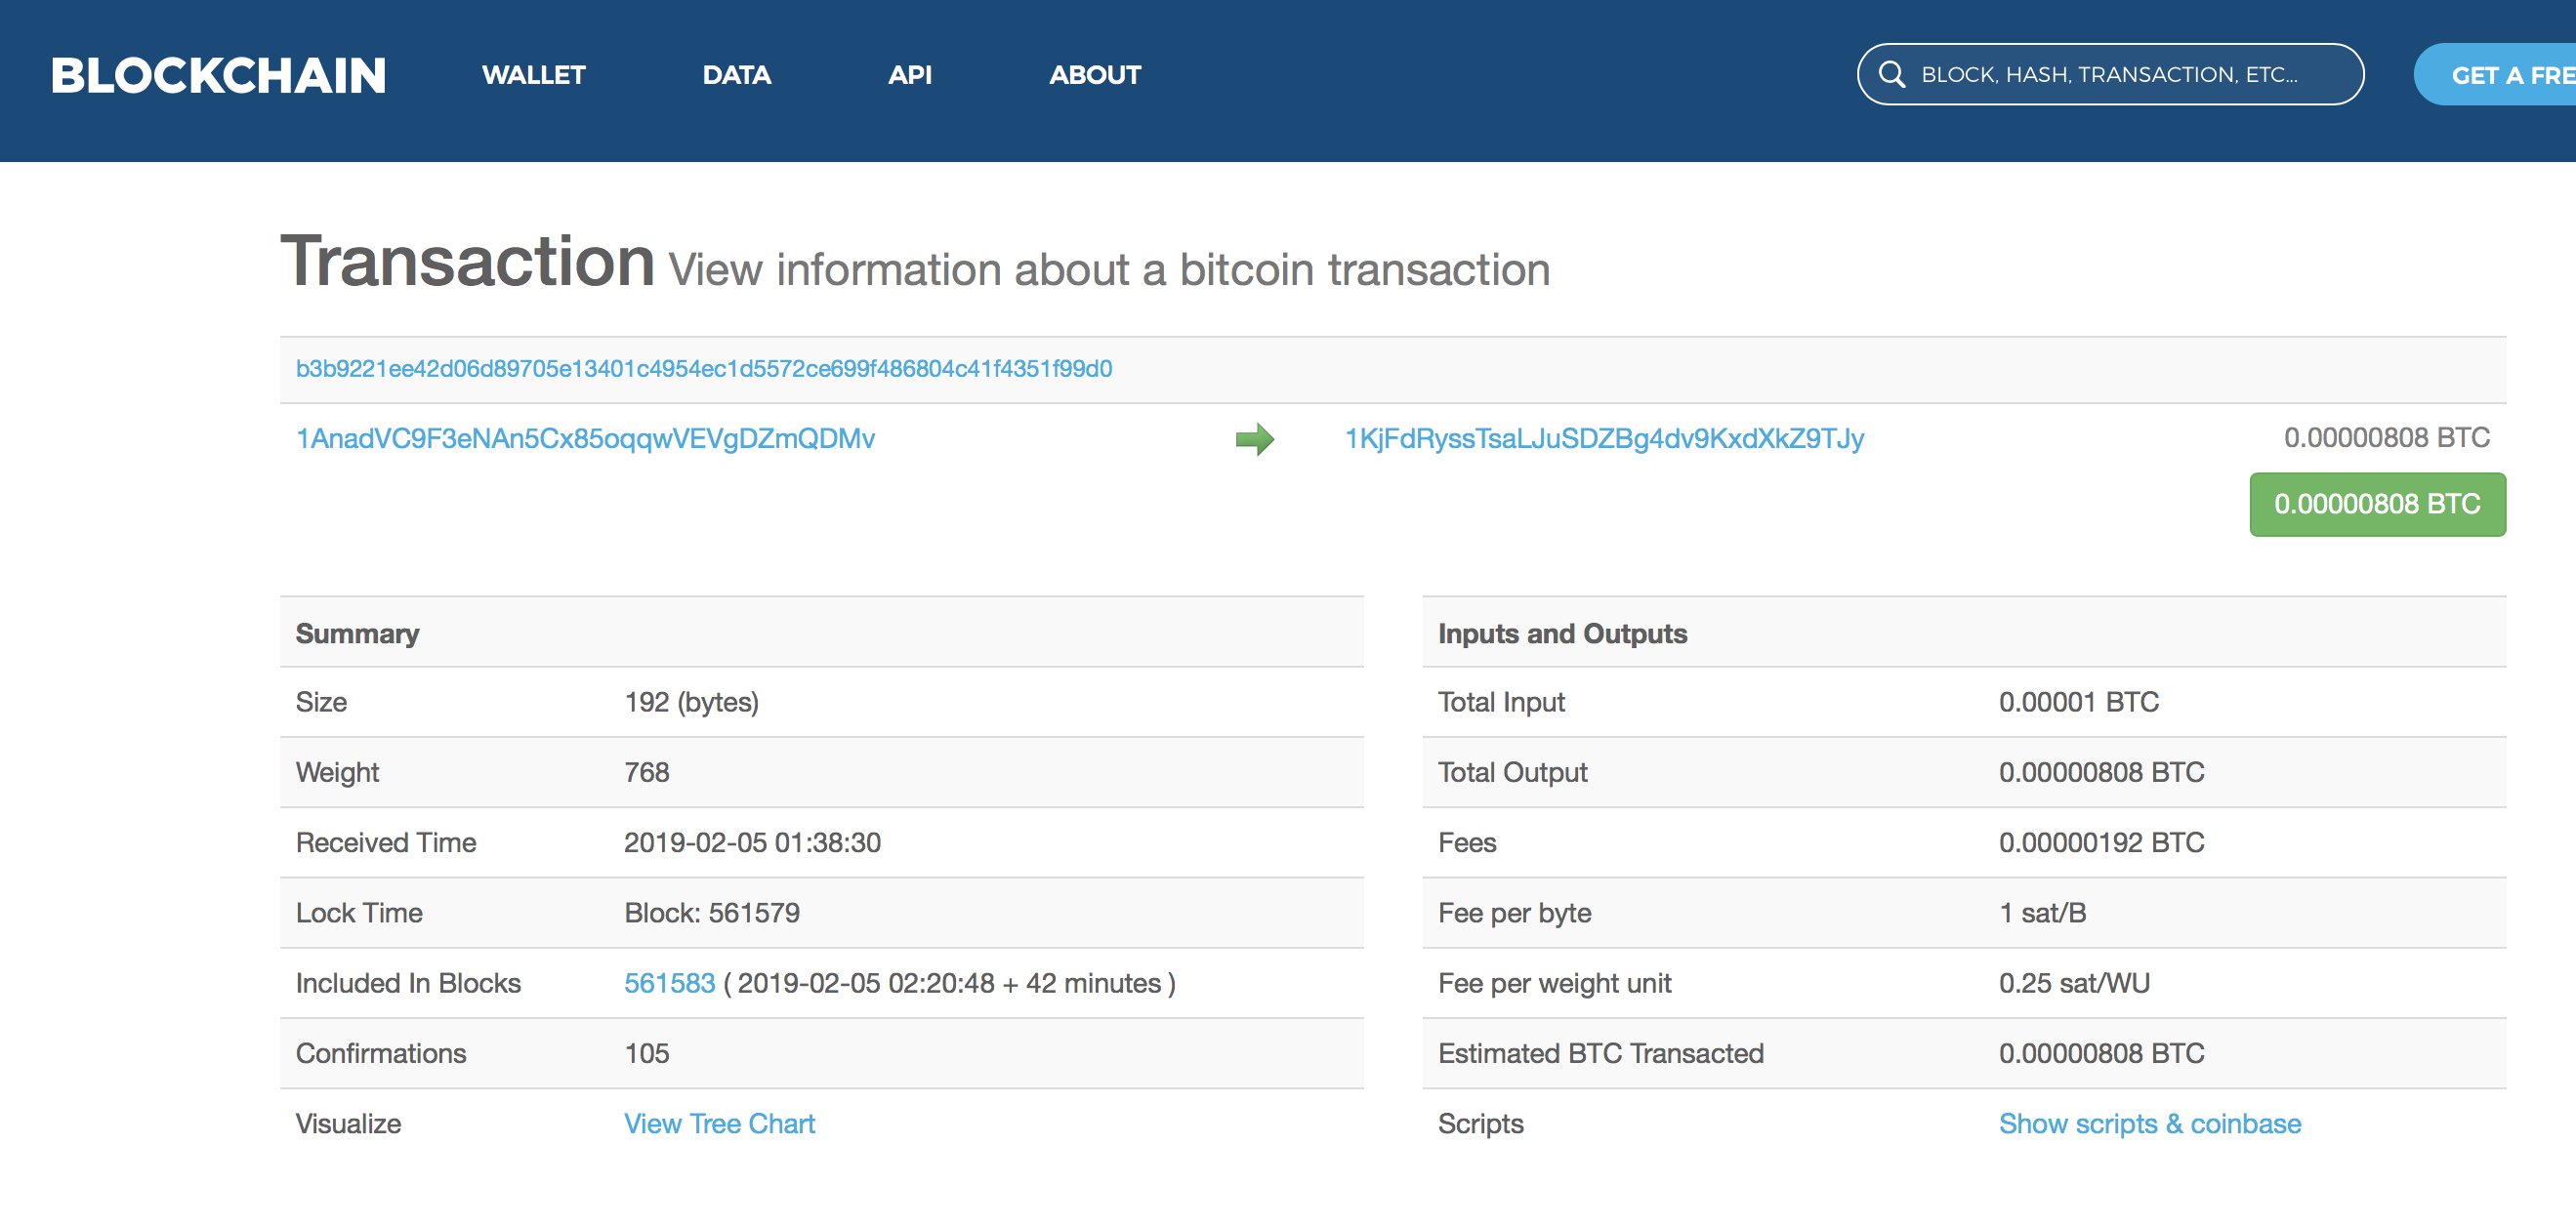 BLOCKCHAIN WALLET DATA API ABOUT BLOCK, HASH, TRANSACTION, ETC... GET A FRE
Transaction View information about a bitcoin transaction
b3b9221ee42d06d89705e13401c4954ec1d5572ce699f486804c41f4351f99d0
1AnadVC9F3eNAn5Cx85oqqwVEVgDZmQDMv 1KjFdRyssTsaLJuSDZBg4dv9KxdXkZ9TJy 0.00000808 BTC
0.00000808 BTC
Summary
Size 192 (bytes)
Weight 768
Received Time 2019-02-05 01:38:30
Lock Time Block: 561579
Included In Blocks 561583 ( 2019-02-05 02:20:48 + 42 minutes )
Confirmations 105
Visualize View Tree Chart
Inputs and Outputs
Total Input 0.00001 BTC
Total Output 0.00000808 BTC
Fees 0.00000192 BTC
Fee per byte 1 sat/B
Fee per weight unit 0.25 sat/WU
Estimated BTC Transacted 0.00000808 BTC
Scripts Show scripts & coinbase